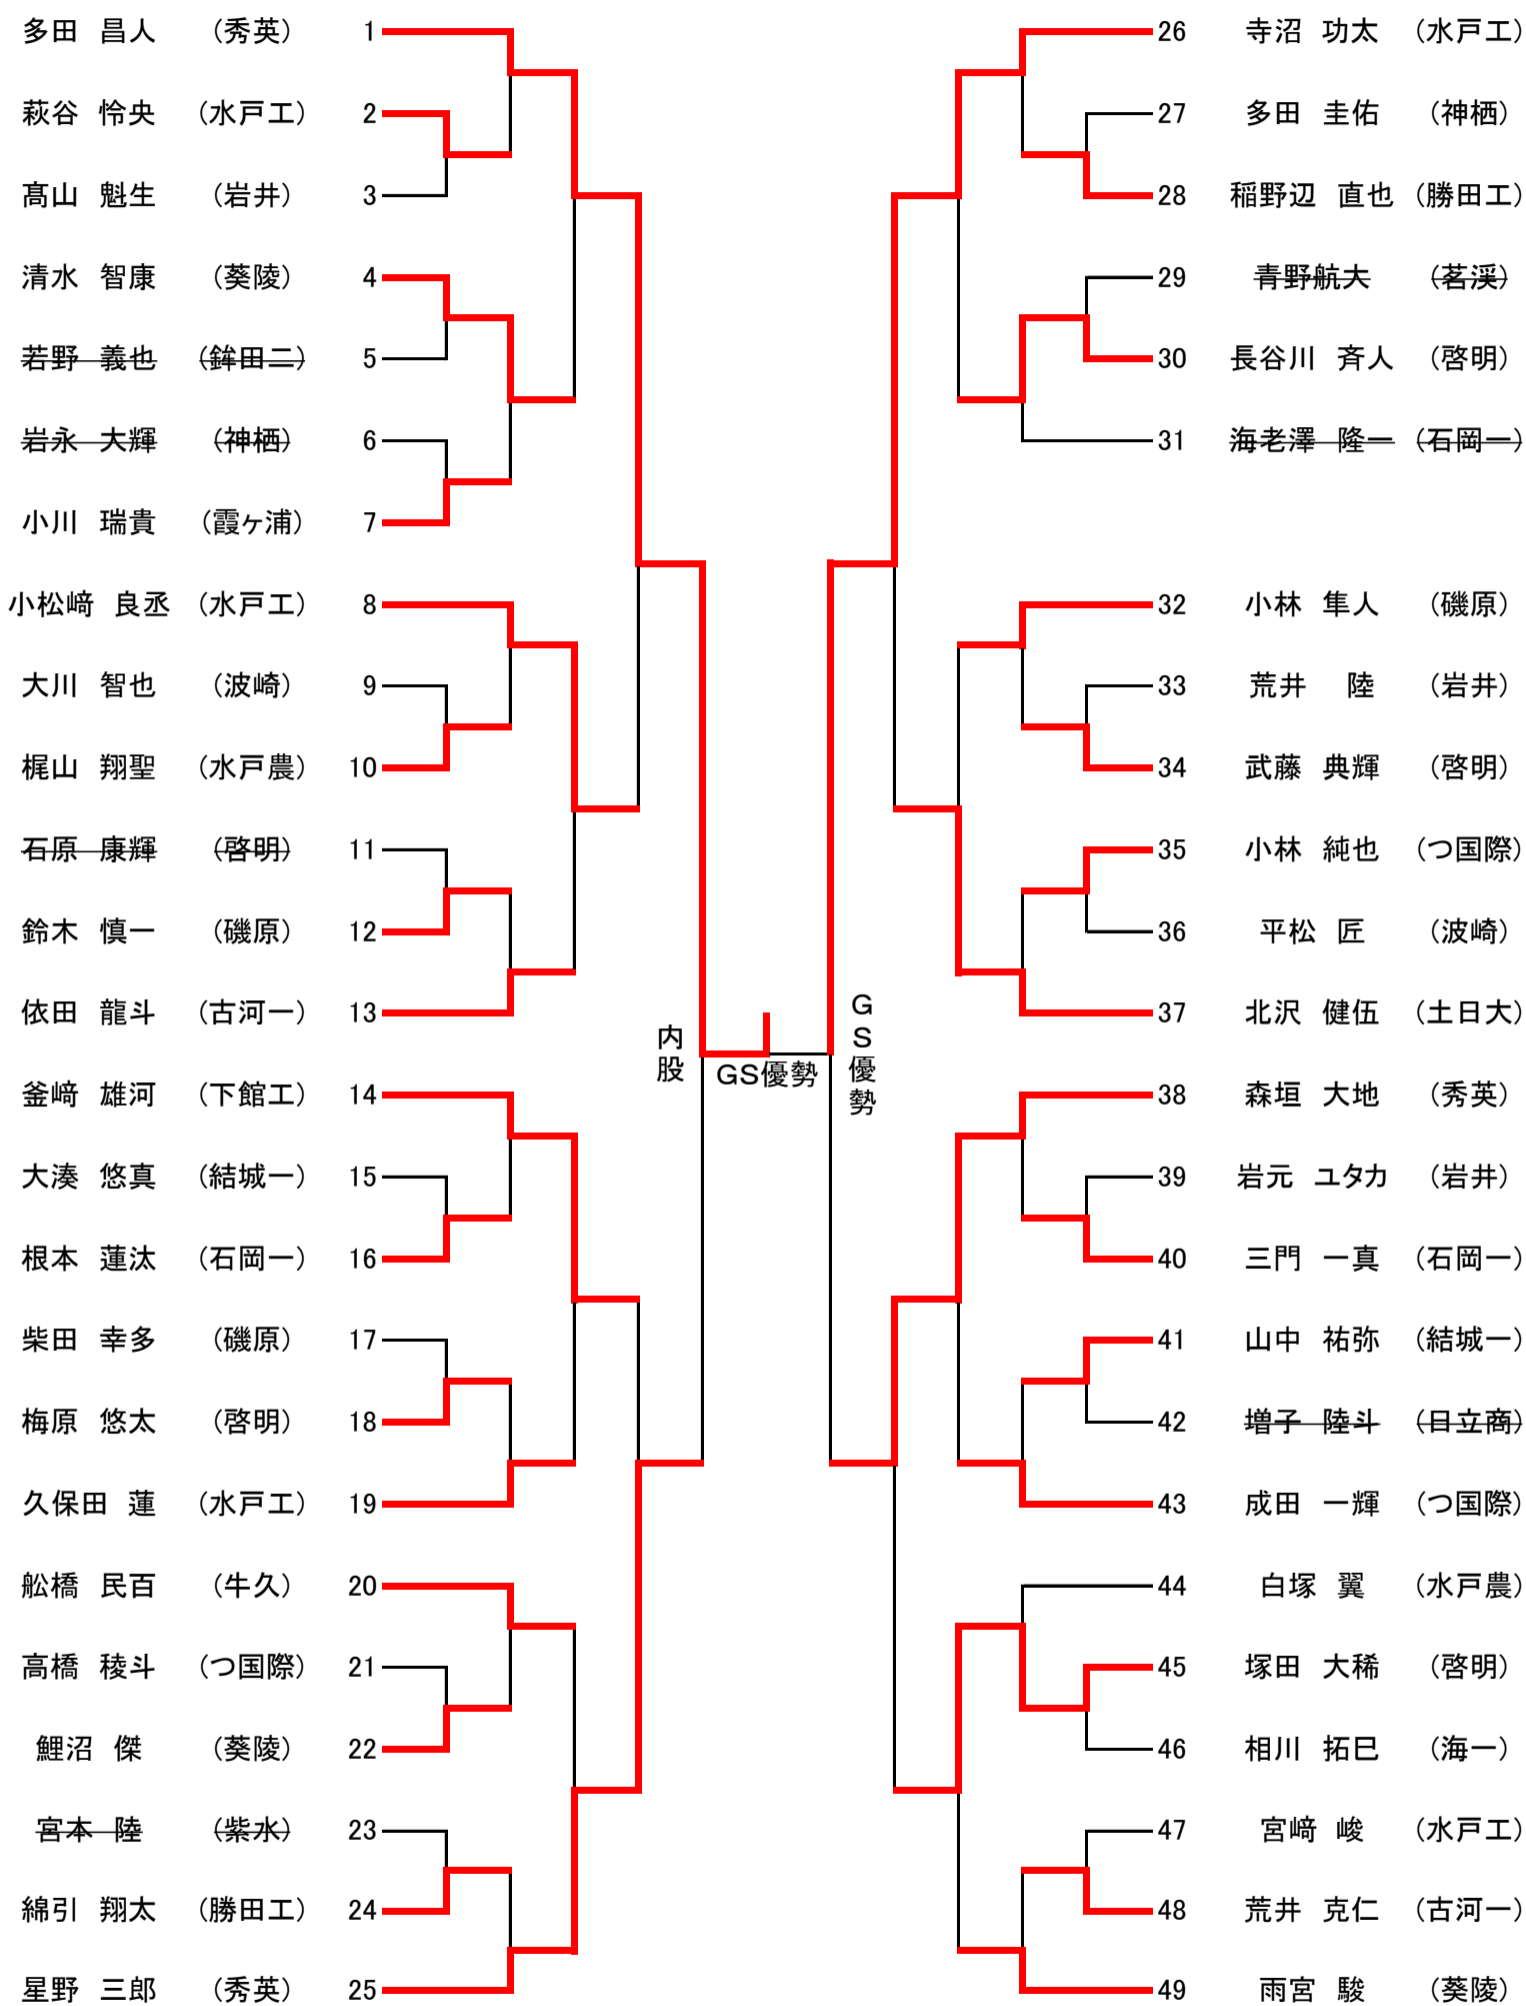 多田 昌人 (秀英) 1
萩谷 怜央 (水戸工) 2
髙山 魁生 (岩井) 3
清水 智康 (葵陵) 4
若野 義也 (鉾田二) 5
岩永 大輝 (神栖) 6
小川 瑞貴 (霞ヶ浦) 7
小松﨑 良丞 (水戸工) 8
大川 智也 (波崎) 9
梶山 翔聖 (水戸農) 10
石原 康輝 (啓明) 11
鈴木 慎一 (磯原) 12
依田 龍斗 (古河一) 13
釜﨑 雄河 (下館工) 14
大湊 悠真 (結城一) 15
根本 蓮汰 (石岡一) 16
柴田 幸多 (磯原) 17
梅原 悠太 (啓明) 18
久保田 蓮 (水戸工) 19
舩橋 民百 (牛久) 20
高橋 稜斗 (つ国際) 21
鯉沼 傑 (葵陵) 22
宮本 陸 (紫水) 23
綿引 翔太 (勝田工) 24
星野 三郎 (秀英) 25
内股
GS優勢
GS優勢
26 寺沼 功太 (水戸工)
27 多田 圭佑 (神栖)
28 稲野辺 直也 (勝田工)
29 青野航大 (茗渓)
30 長谷川 斉人 (啓明)
31 海老澤 隆一 (石岡一)
32 小林 隼人 (磯原)
33 荒井 陸 (岩井)
34 武藤 典輝 (啓明)
35 小林 純也 (つ国際)
36 平松 匠 (波崎)
37 北沢 健伍 (土日大)
38 森垣 大地 (秀英)
39 岩元 ユタカ (岩井)
40 三門 一真 (石岡一)
41 山中 祐弥 (結城一)
42 増子 陸斗 (日立商)
43 成田 一輝 (つ国際)
44 白塚 翼 (水戸農)
45 塚田 大稀 (啓明)
46 相川 拓巳 (海一)
47 宮﨑 峻 (水戸工)
48 荒井 克仁 (古河一)
49 雨宮 駿 (葵陵)